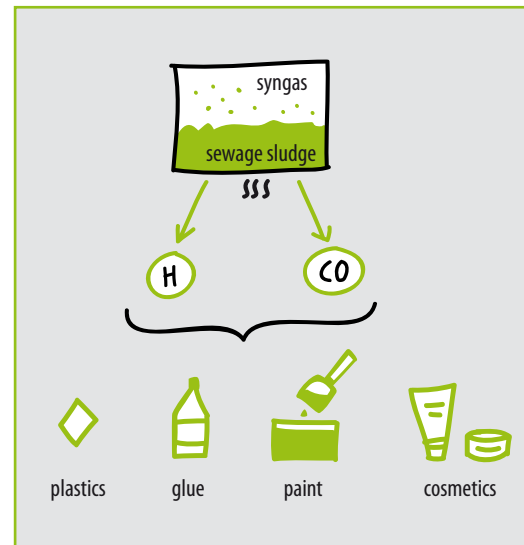 syngas
sewage sludge
H
CO
plastics glue paint cosmetics